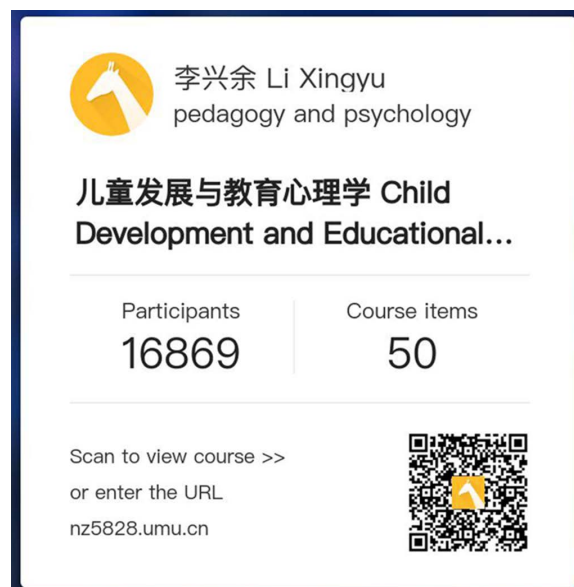 李兴余 Li Xingyu
pedagogy and psychology
儿童发展与教育心理学 Child
Development and Educational...
Participants
16869
Course items
50
Scan to view course >>
or enter the URL
nz5828.umu.cn